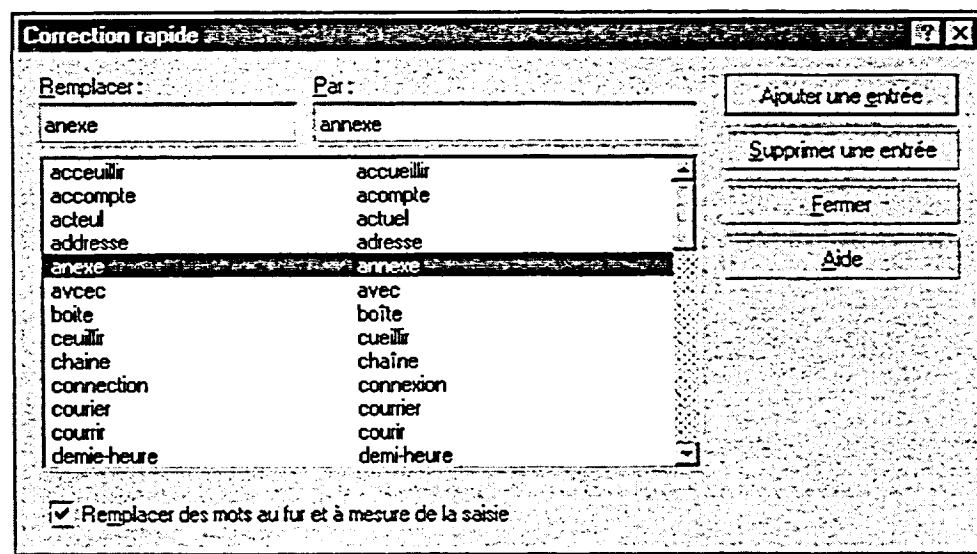 Correction rapide
Remplacer: Par:
anexe annexe
acceuillir accueillir
accompte acompte
acteul actuel
addresse adresse
anexe annexe
avcec avec
boite boîte
ceuillir cueillir
chaine chaîne
connection connexion
courier courrier
courrir courir
demie-heure demi-heure
Remplacer des mots au fur et à mesure de la saisie
Ajouter une entrée
Supprimer une entrée
Fermer
Aide